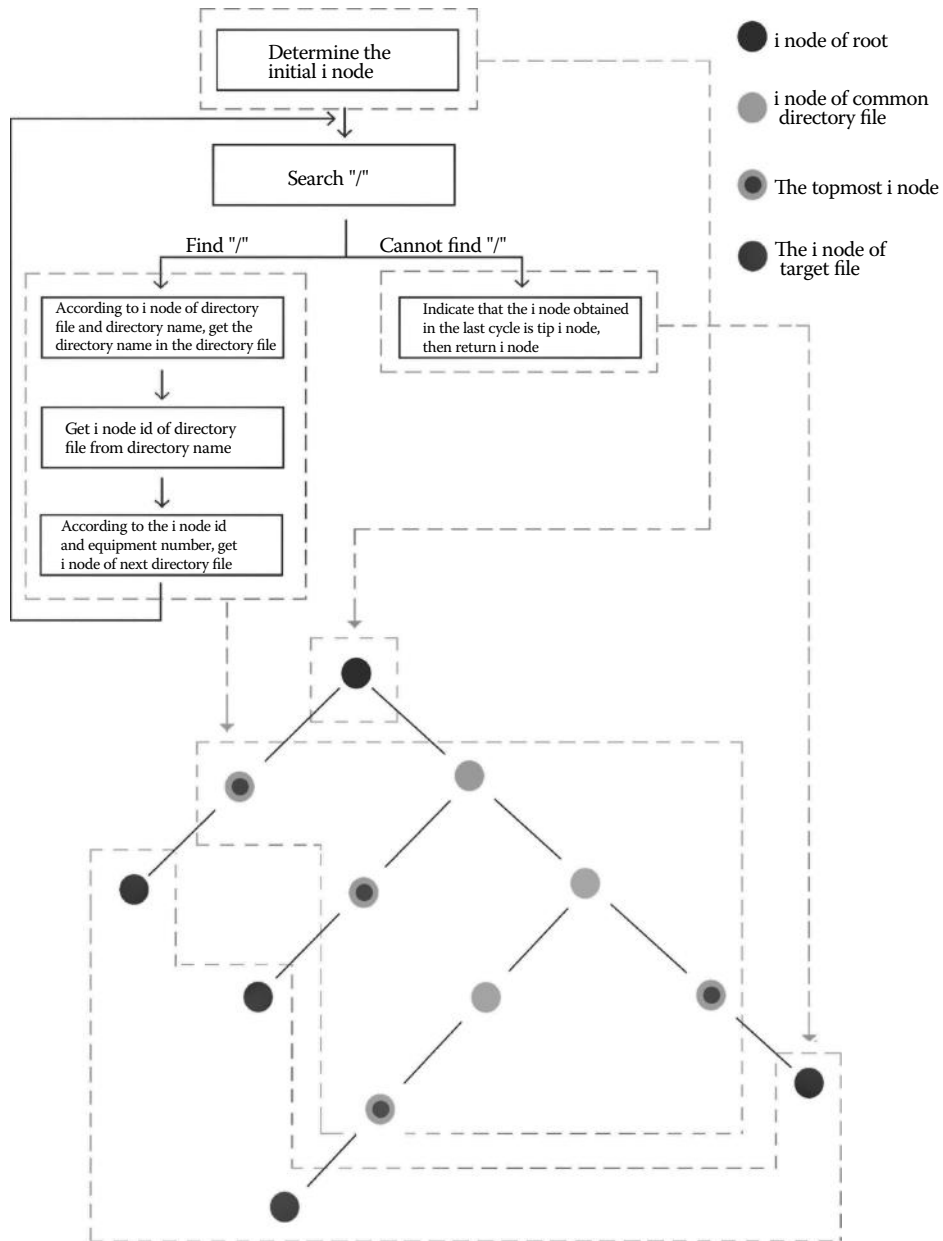 Determine the
initial i node
Search "/"
Find "/"
Cannot find "/"
According to i node of directory
file and directory name, get the
directory name in the directory file
Indicate that the i node obtained
in the last cycle is tip i node,
then return i node
Get i node id of directory
file from directory name
According to the i node id
and equipment number, get
i node of next directory file
i node of root
i node of common
directory file
The topmost i node
The i node of
target file